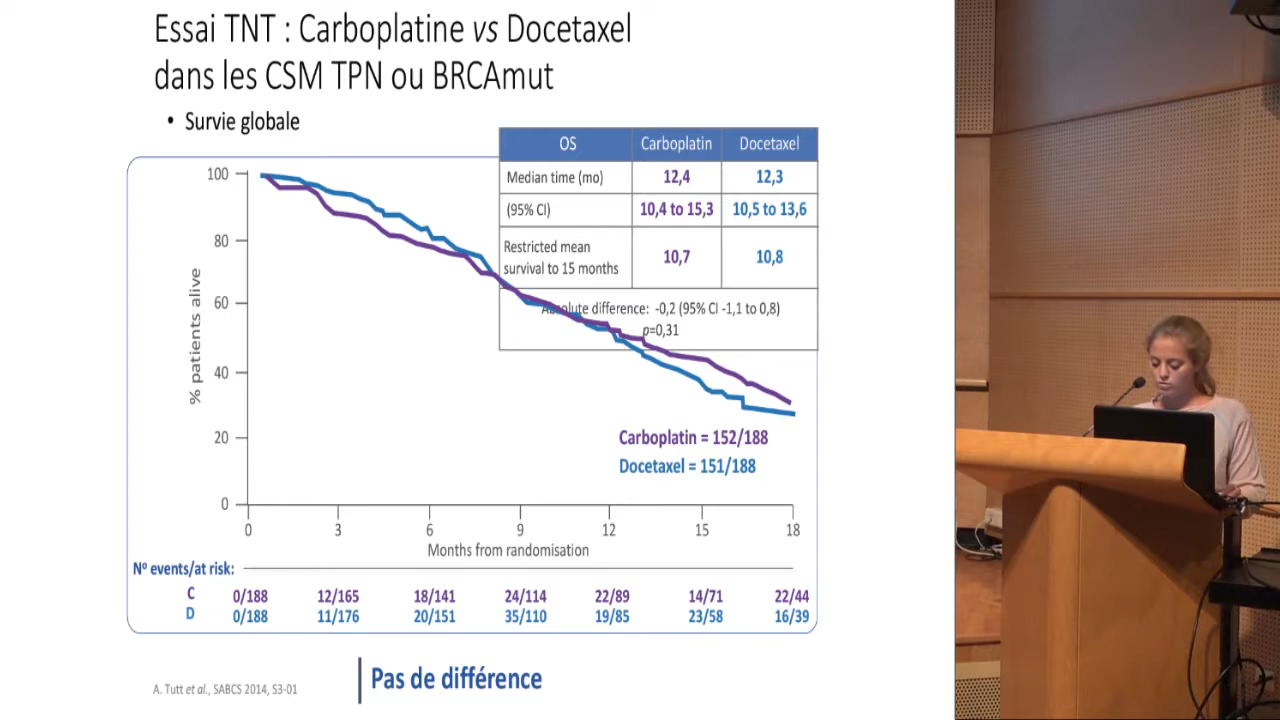 Essai TNT : Carboplatine vs Docetaxel
dans les CSM TPN ou BRCAmut
• Survie globale
OS Carboplatin Docetaxel
Median time (mo) 12,4 12,3
(95% CI) 10,4 to 15,3 10,5 to 13,6
Restricted mean
survival to 15 months 10,7 10,8
Absolute difference: -0,2 (95% CI -1,1 to 0,8)
p=0,31
% patients alive
100
80
60
40
20
0
Carboplatin = 152/188
Docetaxel = 151/188
0 3 6 9 12 15 18
Months from randomisation
Nº events/at risk:
C 0/188 12/165 18/141 24/114 22/89 14/71 22/44
D 0/188 11/176 20/151 35/110 19/85 23/58 16/39
A. Tutt et al., SABCS 2014, S3-01
Pas de différence